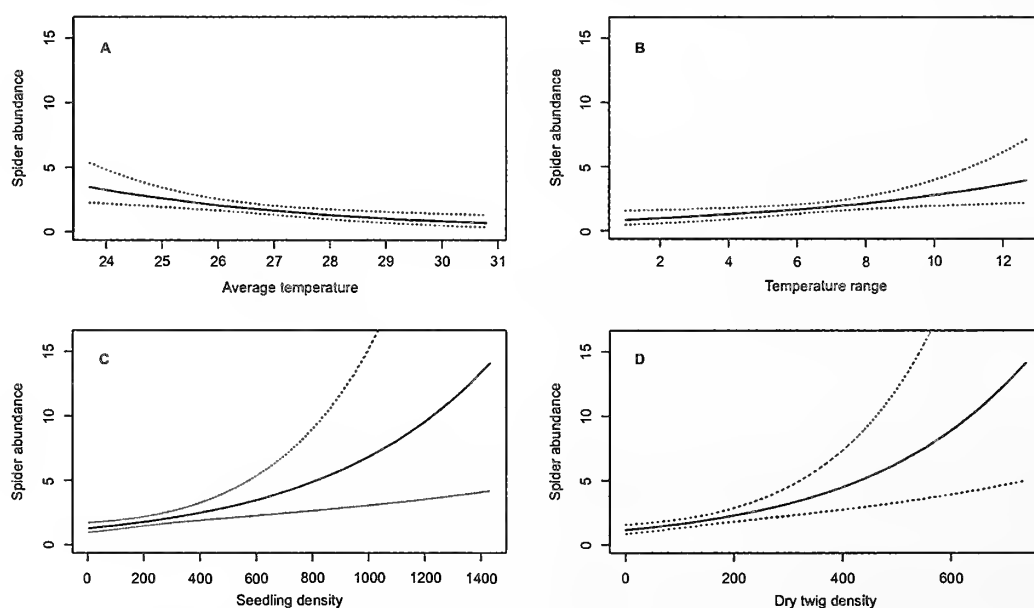 A
Spider abundance
15
10
5
0
24 25 26 27 28 29 30 31
Average temperature
B
Spider abundance
15
10
5
0
2 4 6 8 10 12
Temperature range
C
Spider abundance
15
10
5
0
0 200 400 600 800 1000 1200 1400
Seedling density
D
Spider abundance
15
10
5
0
0 200 400 600
Dry twig density